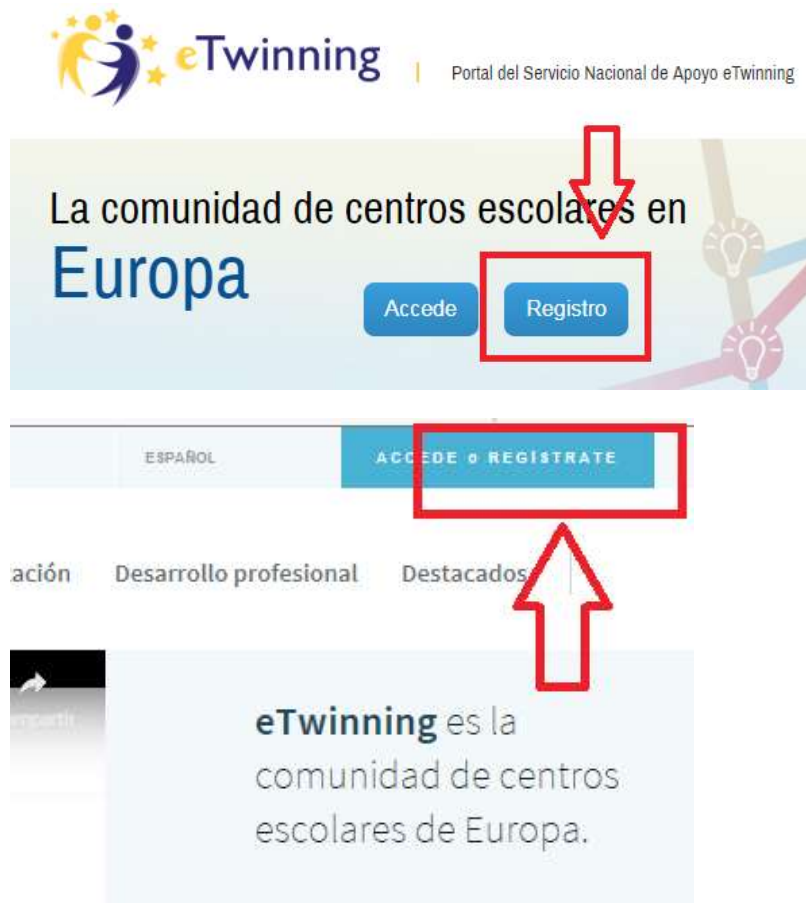 eTwinning
Portal del Servicio Nacional de Apoyo eTwinning
La comunidad de centros escolares en
Europa
Accede
Registro
ESPAÑOL
ACCEDE o REGÍSTRATE
ación
Desarrollo profesional
Destacados
eTwinning es la
comunidad de centros
escolares de Europa.